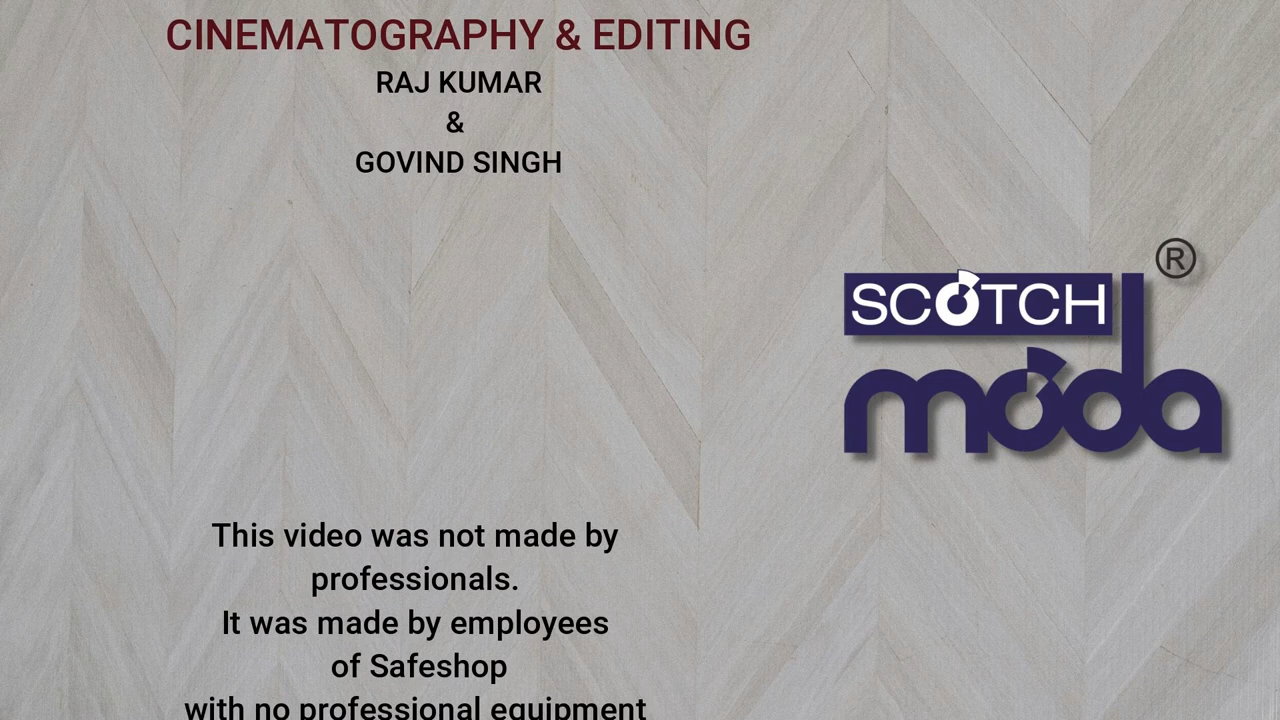 CINEMATOGRAPHY & EDITING
RAJ KUMAR
&
GOVIND SINGH
®
SCOTCH
moda
This video was not made by
professionals.
It was made by employees
of Safeshop
with no professional equipment